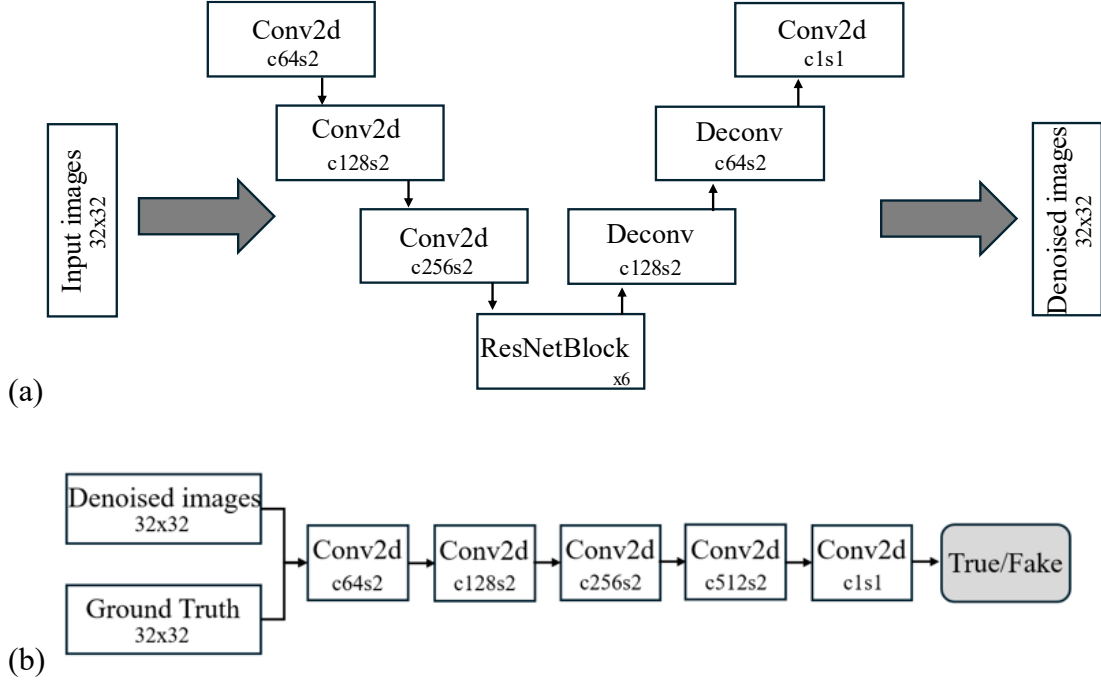 Input images
32x32
Conv2d
c64s2
Conv2d
c128s2
Conv2d
c256s2
ResNetBlock
x6
Deconv
c128s2
Deconv
c64s2
Conv2d
c1s1
Denoised images
32x32
(a)
Denoised images
32x32
Ground Truth
32x32
Conv2d
c64s2
Conv2d
c128s2
Conv2d
c256s2
Conv2d
c512s2
Conv2d
c1s1
True/Fake
(b)